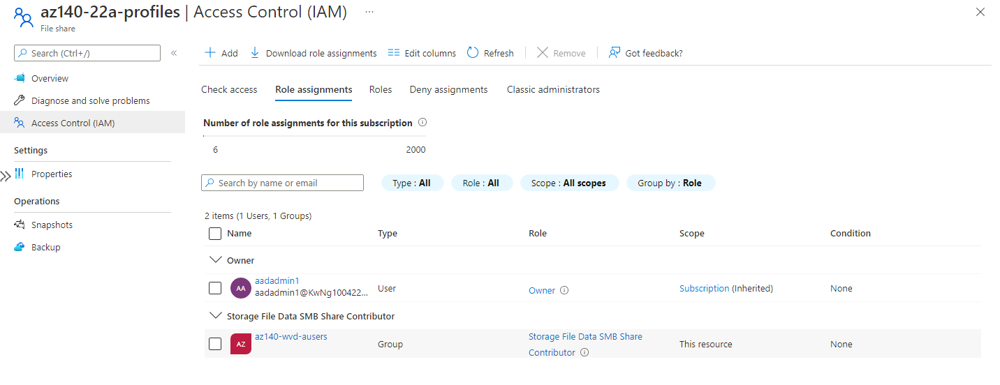 az140-22a-profiles | Access Control (IAM) ...
File share
Search (Ctrl+/)
Overview
Diagnose and solve problems
Access Control (IAM)
Settings
Properties
Operations
Snapshots
Backup
Add Download role assignments Edit columns Refresh Remove Got feedback?
Check access Role assignments Roles Deny assignments Classic administrators
Number of role assignments for this subscription
6 2000
Search by name or email Type : All Role : All Scope : All scopes Group by : Role
2 items (1 Users, 1 Groups)
Name Type Role Scope Condition
Owner
AA aadadmin1 User Owner Subscription (Inherited) None
aadadmin1@KwNg100422...
Storage File Data SMB Share Contributor
AZ az140-wvd-ausers Group Storage File Data SMB Share This resource None
Contributor